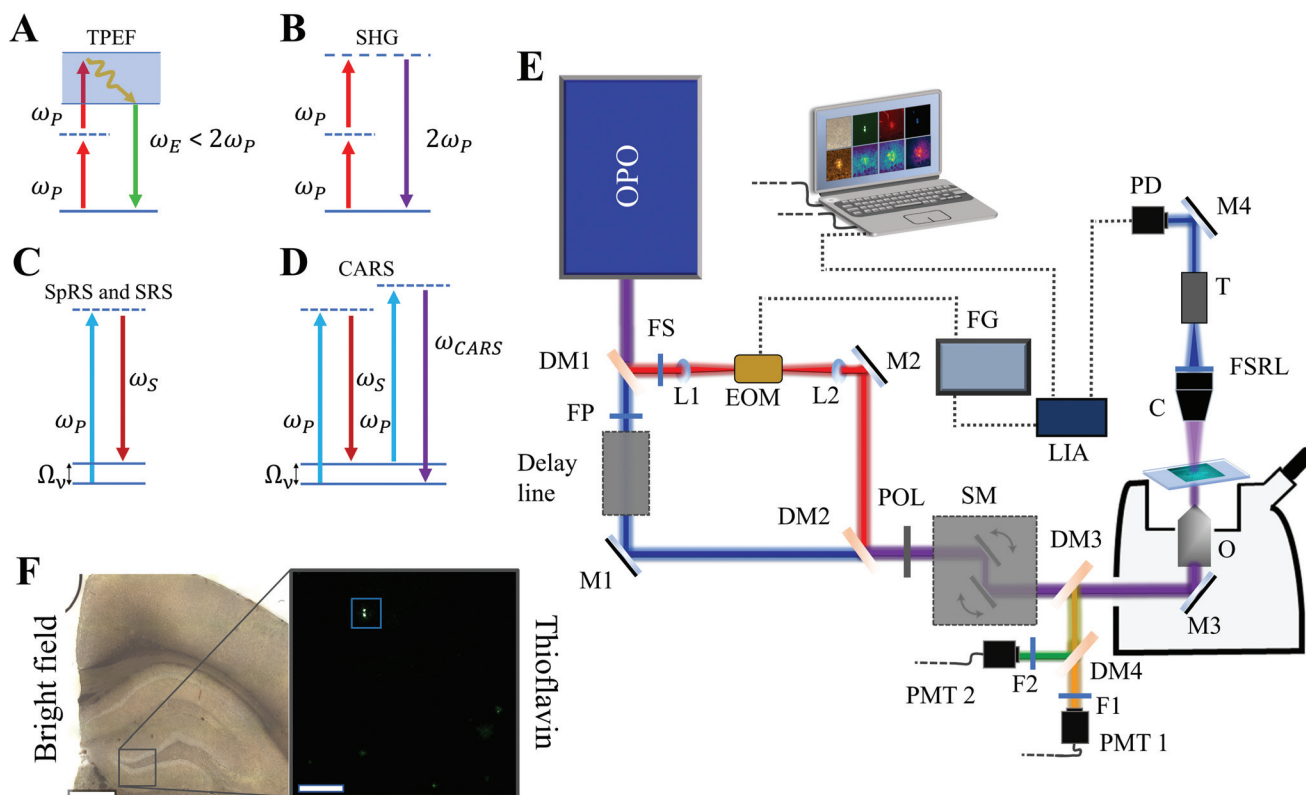 A
TPEF
ω_P
ω_E < 2ω_P
ω_P
B
SHG
ω_P
2ω_P
ω_P
C
SpRS and SRS
ω_S
ω_P
Ω_ν
D
CARS
ω_CARS
ω_S
ω_P
ω_P
Ω_ν
E
OPO
PD
M4
T
FS
FG
DM1
M2
FSRL
L1
EOM
L2
C
FP
LIA
Delay
line
POL
SM
DM2
DM3
O
M1
M3
DM4
PMT 2
F2
F1
PMT 1
F
Bright field
Thioflavin